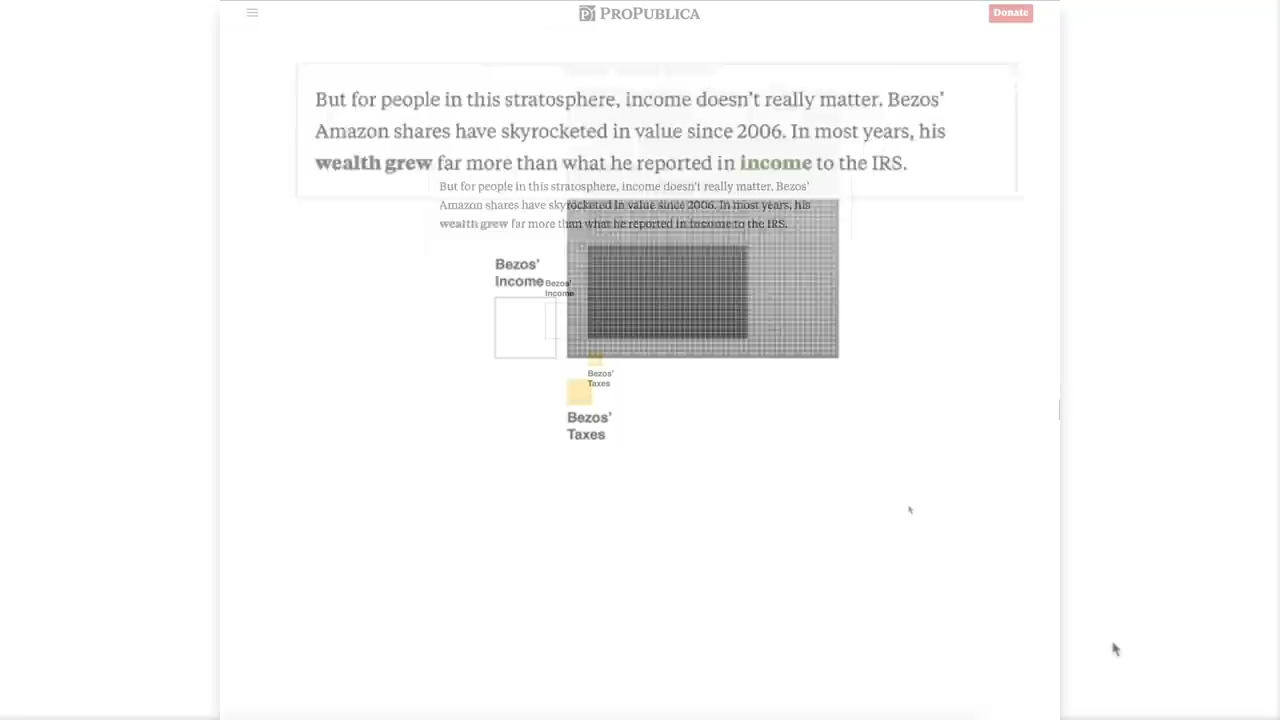 PROPUBLICA
Donate
But for people in this stratosphere, income doesn't really matter. Bezos'
Amazon shares have skyrocketed in value since 2006. In most years, his
wealth grew far more than what he reported in income to the IRS.
But for people in this stratosphere, income doesn't really matter. Bezos'
Amazon shares have skyrocketed in value since 2006. In most years, his
wealth grew far more than what he reported in income to the IRS.
Bezos'
Income
Bezos'
Income
Bezos'
Taxes
Bezos'
Taxes